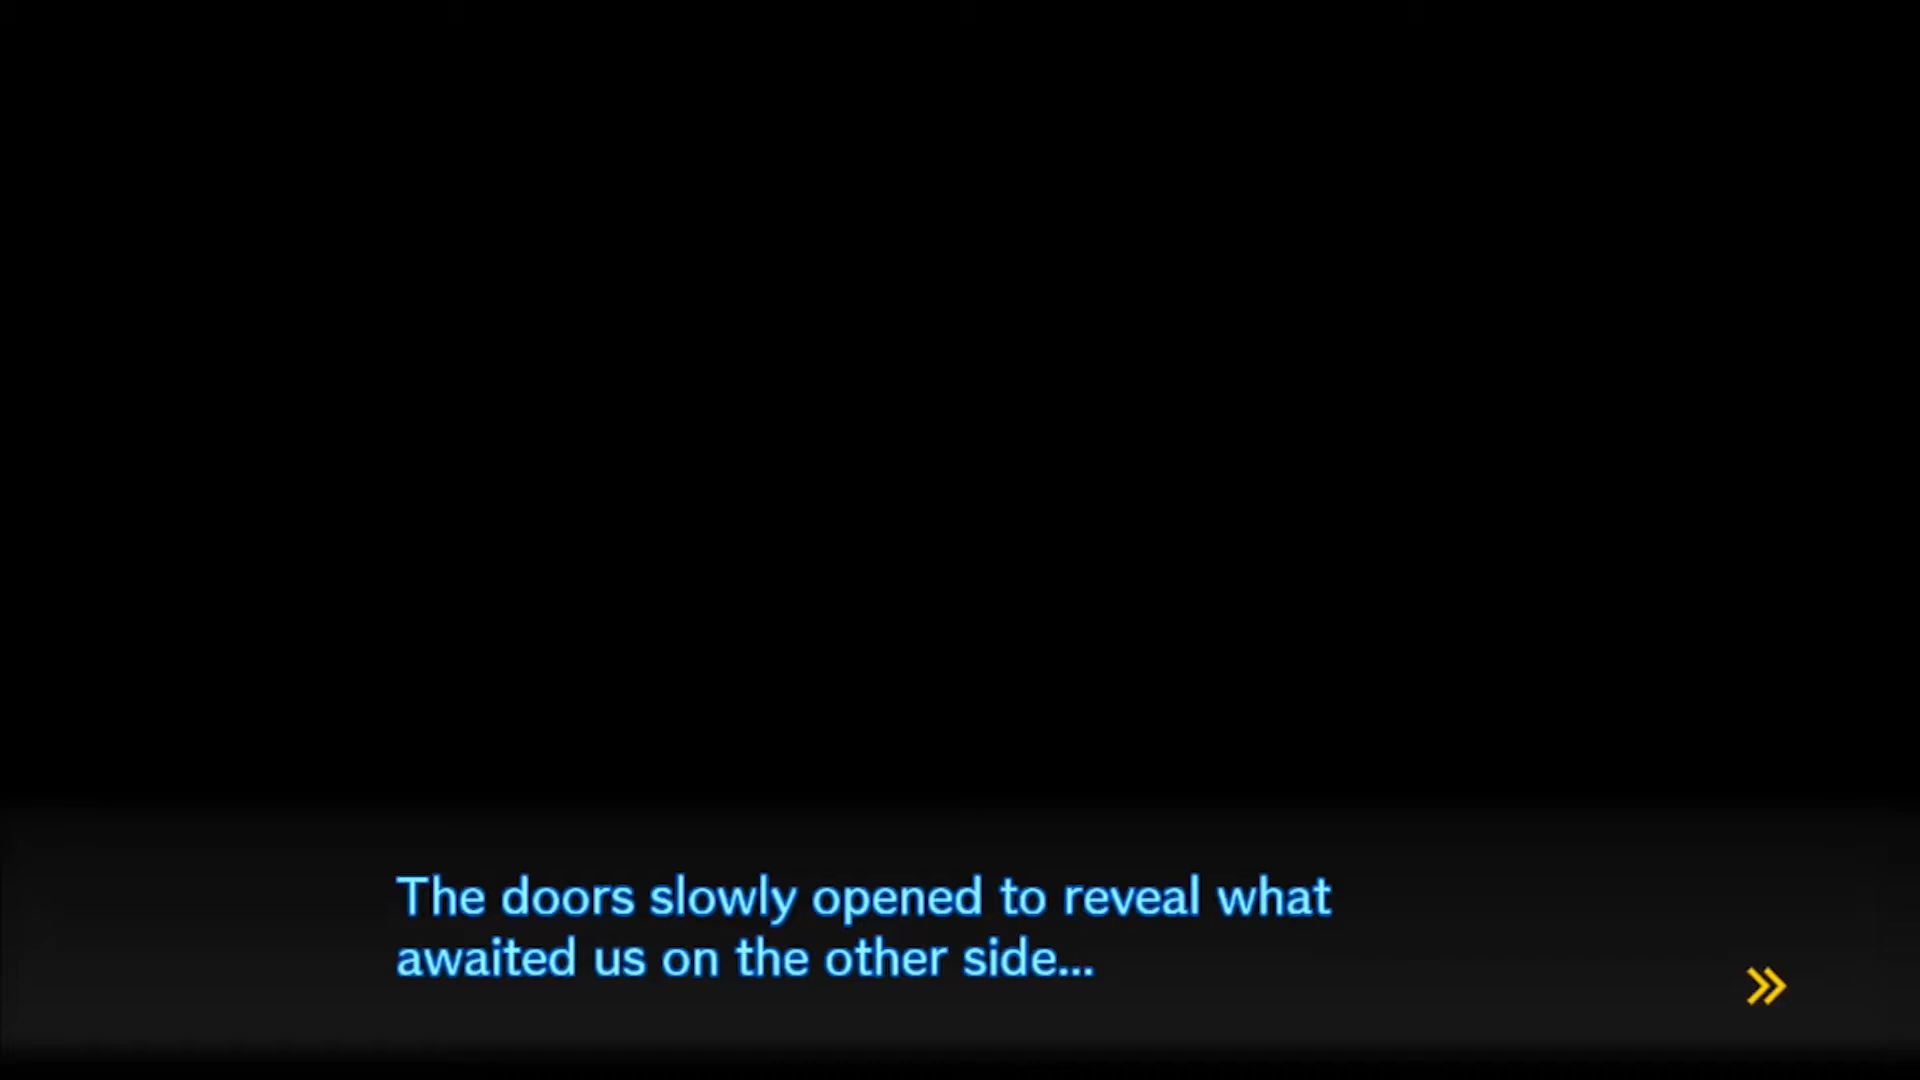 The doors slowly opened to reveal what
awaited us on the other side...